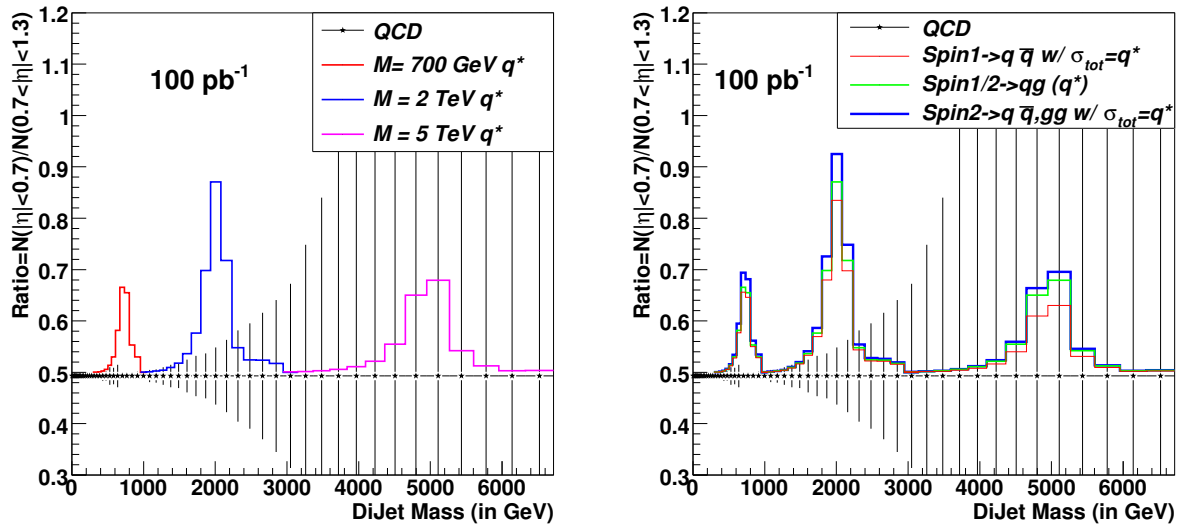 Ratio=N(|η|<0.7)/N(0.7<|η|<1.3)
1.2
1.1
1
0.9
0.8
0.7
0.6
0.5
0.4
0.3
100 pb⁻¹
QCD
M= 700 GeV q*
M = 2 TeV q*
M = 5 TeV q*
0 1000 2000 3000 4000 5000 6000
DiJet Mass (in GeV)
Ratio=N(|η|<0.7)/N(0.7<|η|<1.3)
1.2
1.1
1
0.9
0.8
0.7
0.6
0.5
0.4
0.3
100 pb⁻¹
QCD
Spin1->q q̅ w/ σ_tot=q*
Spin1/2->qg (q*)
Spin2->q q̅,gg w/ σ_tot=q*
0 1000 2000 3000 4000 5000 6000
DiJet Mass (in GeV)